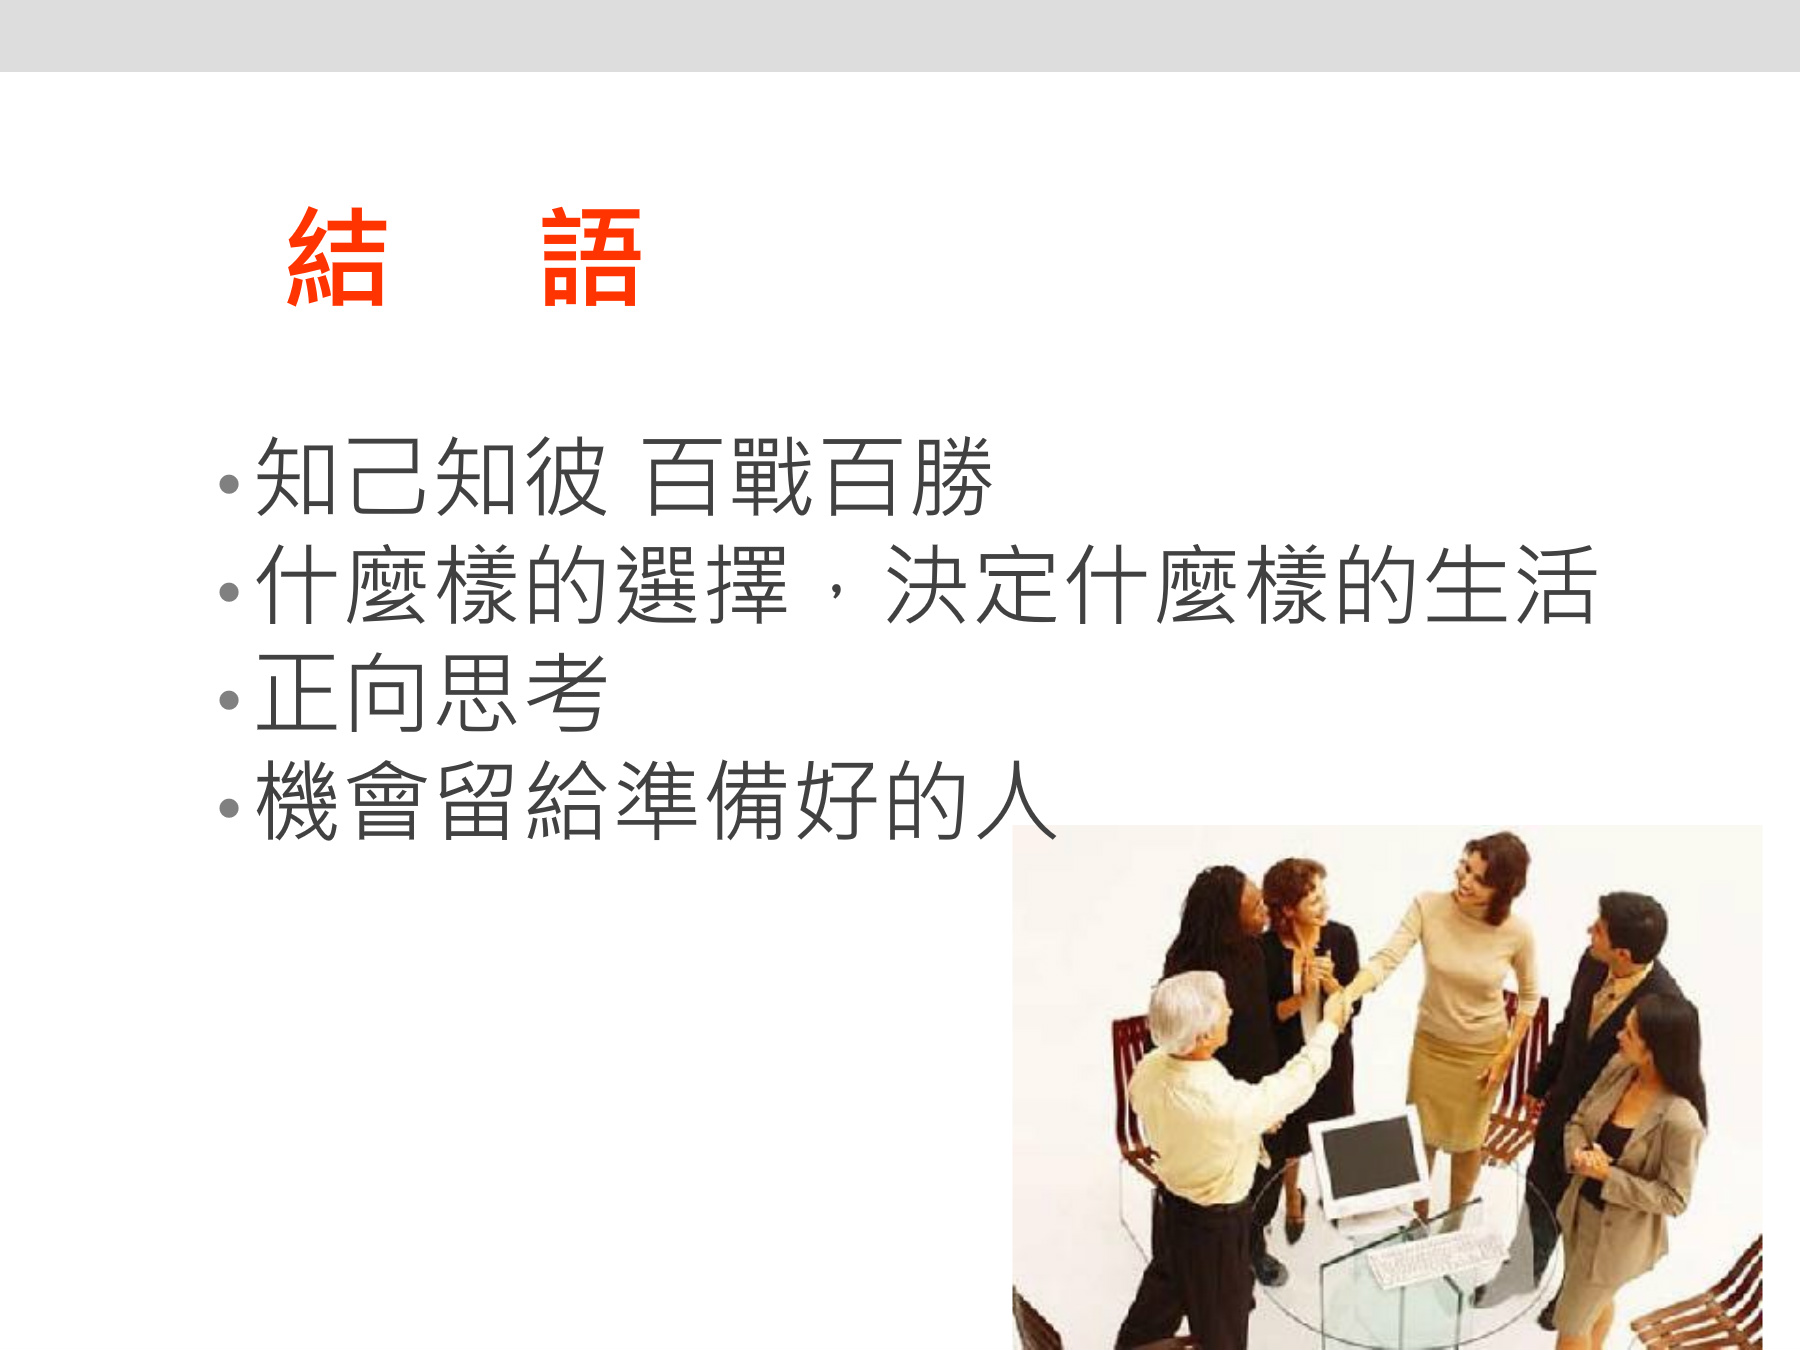 結 語
•知己知彼 百戰百勝
•什麼樣的選擇，決定什麼樣的生活
•正向思考
•機會留給準備好的人